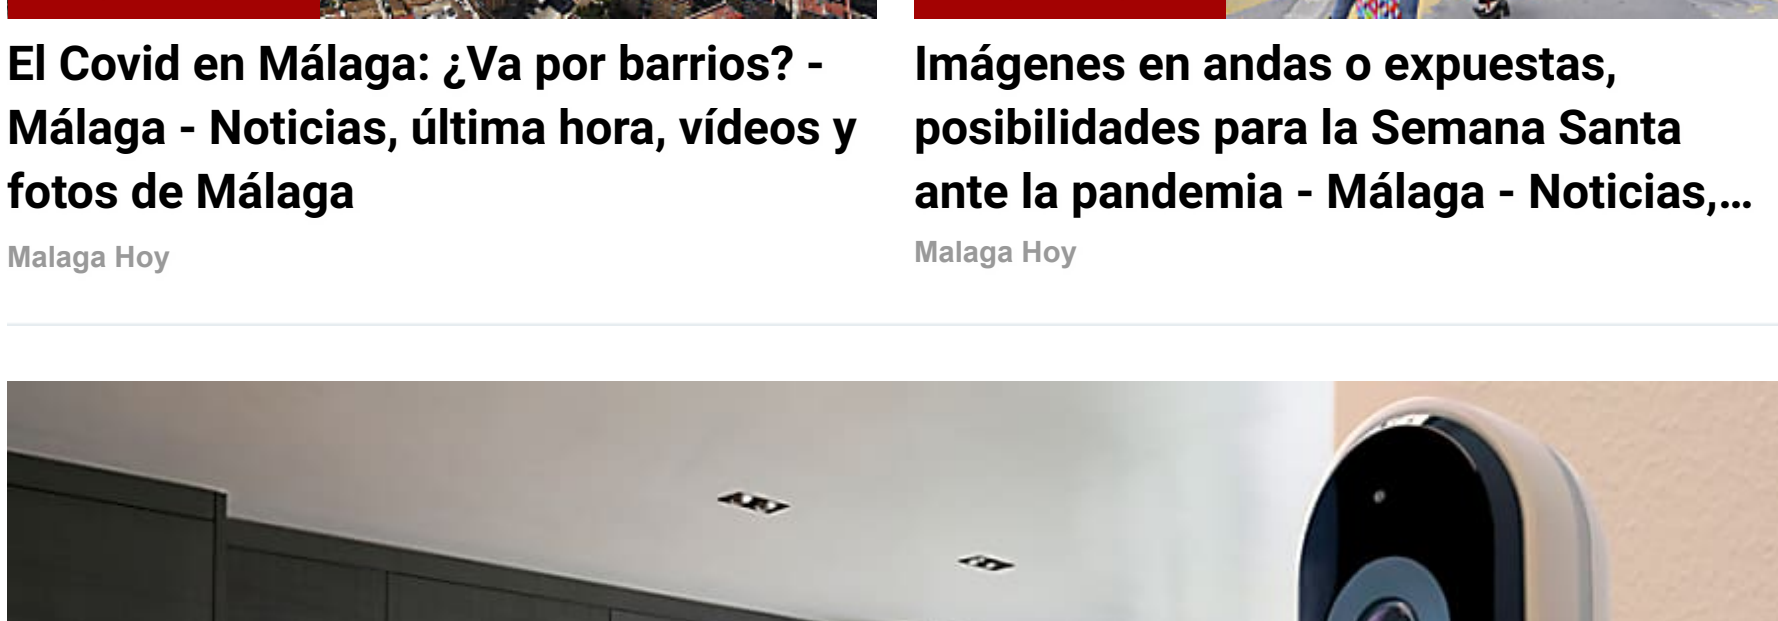 El Covid en Málaga: ¿Va por barrios? -
Málaga - Noticias, última hora, vídeos y
fotos de Málaga
Malaga Hoy
Imágenes en andas o expuestas,
posibilidades para la Semana Santa
ante la pandemia - Málaga - Noticias,...
Malaga Hoy